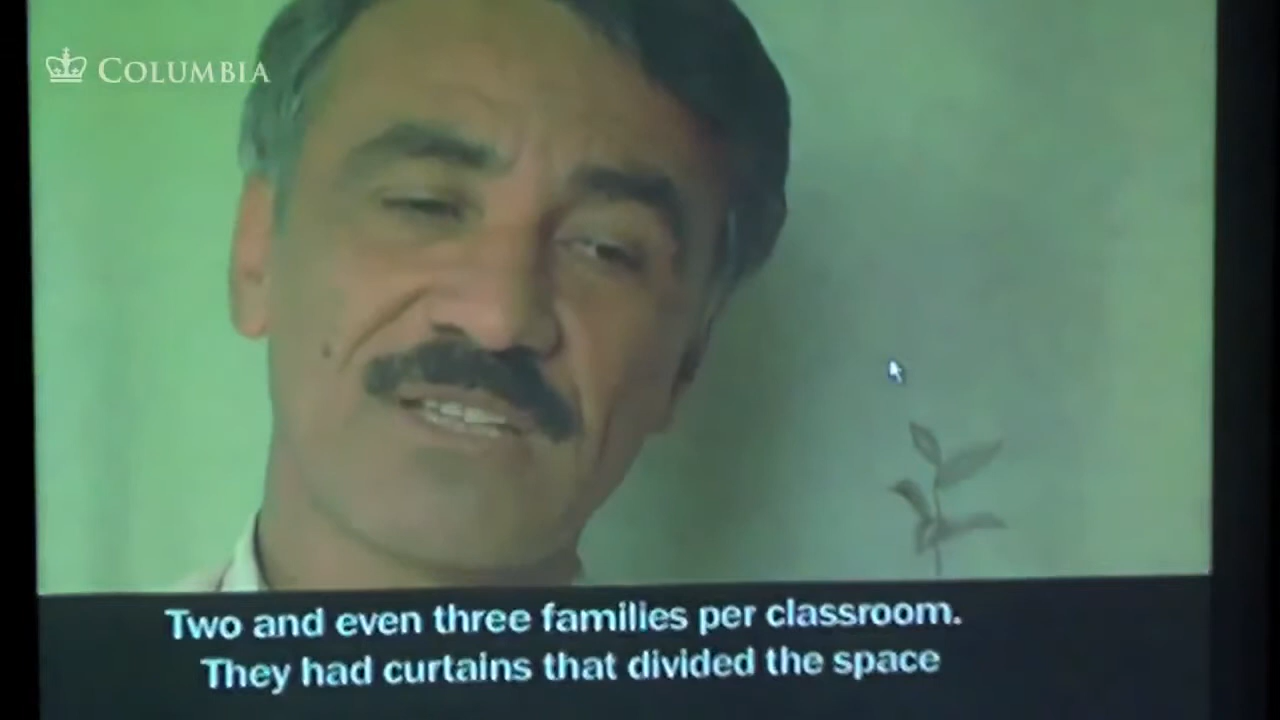 COLUMBIA
Two and even three families per classroom.
They had curtains that divided the space